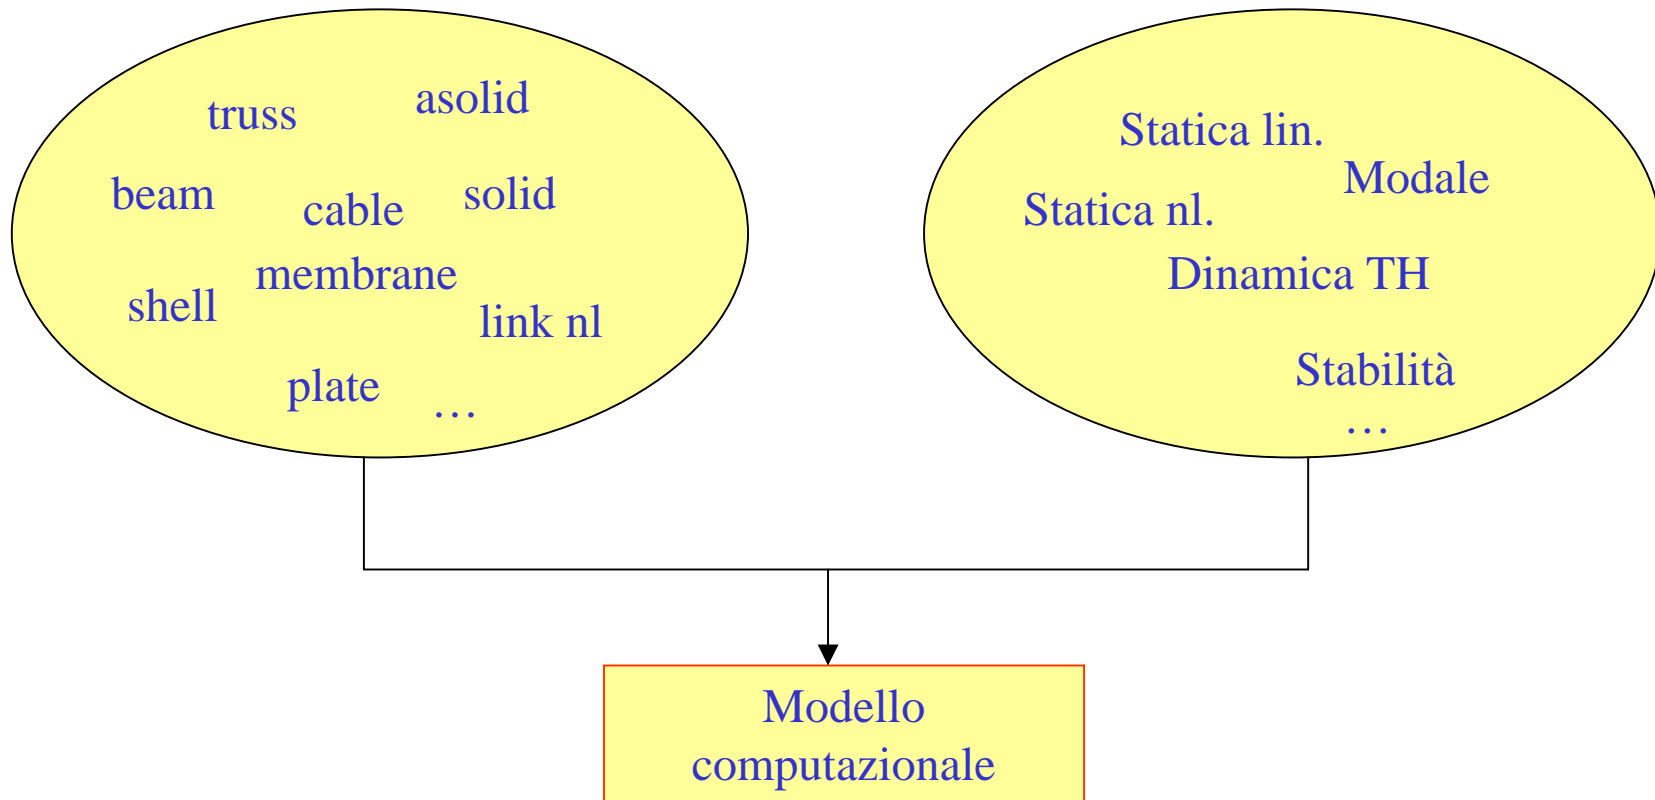 truss
asolid
beam
cable
solid
membrane
shell
link nl
plate
…
Statica lin.
Modale
Statica nl.
Dinamica TH
Stabilità
…
Modello
computazionale